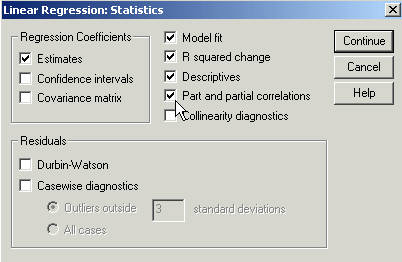 Linear Regression: Statistics
Regression Coefficients
Estimates
Confidence intervals
Covariance matrix
Model fit
R squared change
Descriptives
Part and partial correlations
Collinearity diagnostics
Continue
Cancel
Help
Residuals
Durbin-Watson
Casewise diagnostics
Outliers outside 3 standard deviations
All cases